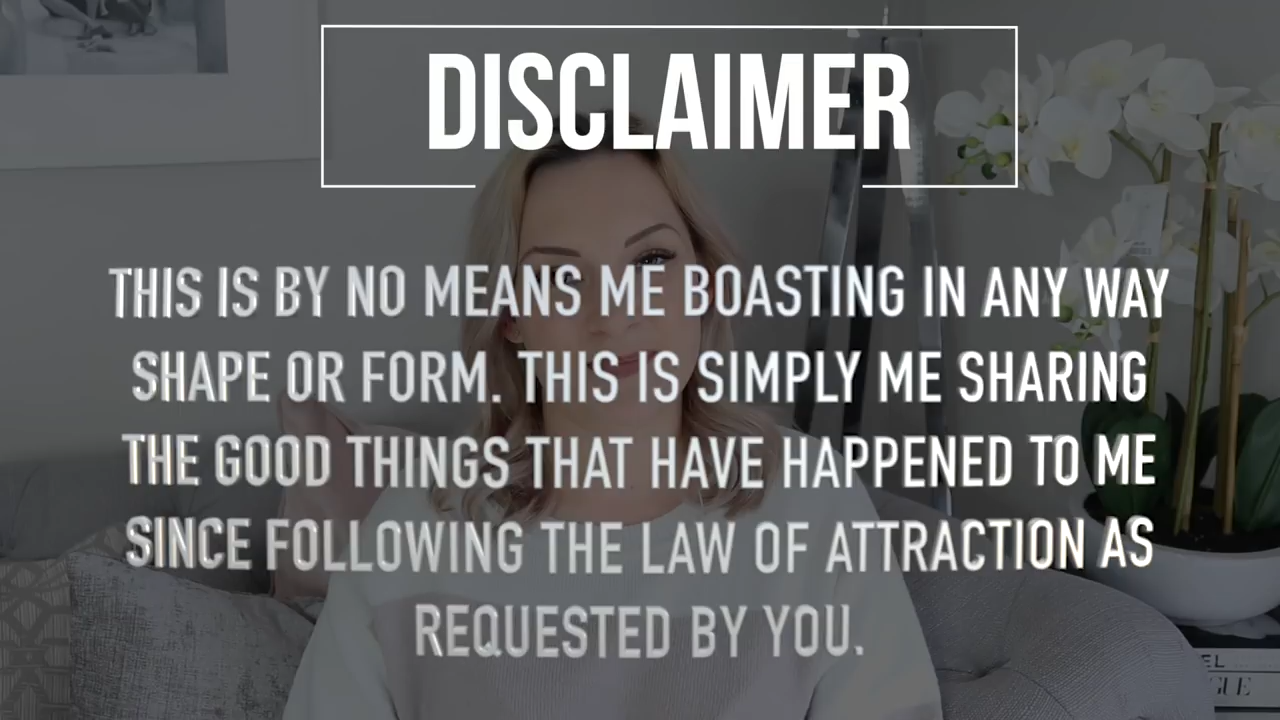 DISCLAIMER
THIS IS BY NO MEANS ME BOASTING IN ANY WAY
SHAPE OR FORM. THIS IS SIMPLY ME SHARING
THE GOOD THINGS THAT HAVE HAPPENED TO ME
SINCE FOLLOWING THE LAW OF ATTRACTION AS
REQUESTED BY YOU.